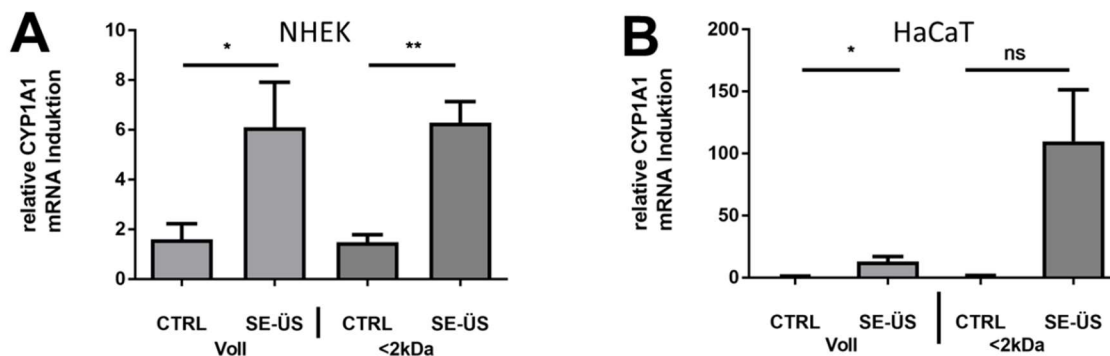 A
NHEK
relative CYP1A1
mRNA Induktion
10
8
6
4
2
0
*
**
CTRL SE-ÜS CTRL SE-ÜS
Voll <2kDa
B
HaCaT
relative CYP1A1
mRNA Induktion
200
150
100
50
0
*
ns
CTRL SE-ÜS CTRL SE-ÜS
Voll <2kDa